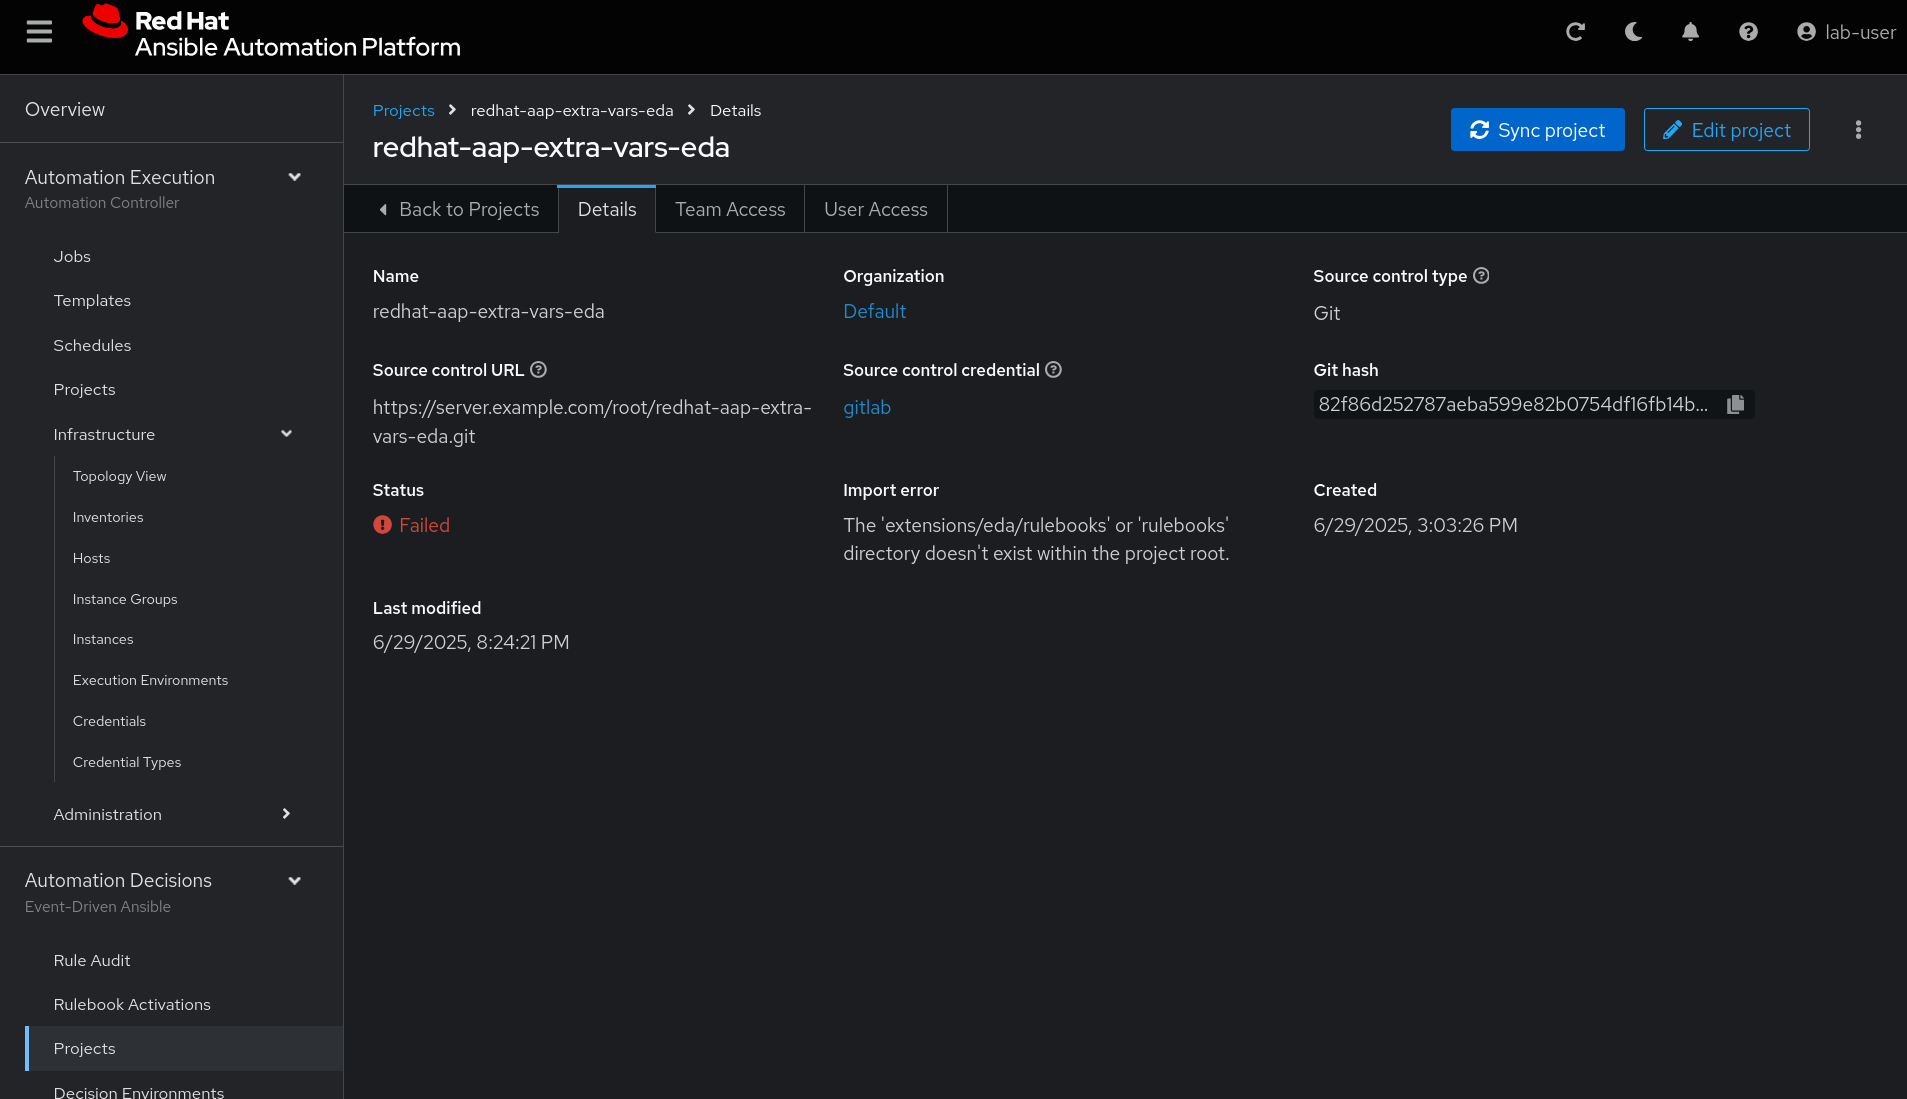 Red Hat
Ansible Automation Platform
lab-user
Overview
Automation Execution
Automation Controller
Jobs
Templates
Schedules
Projects
Infrastructure
Topology View
Inventories
Hosts
Instance Groups
Instances
Execution Environments
Credentials
Credential Types
Administration
Automation Decisions
Event-Driven Ansible
Rule Audit
Rulebook Activations
Projects
Decision Environments
Projects > redhat-aap-extra-vars-eda > Details
redhat-aap-extra-vars-eda
Sync project
Edit project
Back to Projects
Details
Team Access
User Access
Name
redhat-aap-extra-vars-eda
Organization
Default
Source control type
Git
Source control URL
https://server.example.com/root/redhat-aap-extra-
vars-eda.git
Source control credential
gitlab
Git hash
82f86d252787aeba599e82b0754df16fb14b...
Status
Failed
Import error
The 'extensions/eda/rulebooks' or 'rulebooks'
directory doesn't exist within the project root.
Created
6/29/2025, 3:03:26 PM
Last modified
6/29/2025, 8:24:21 PM